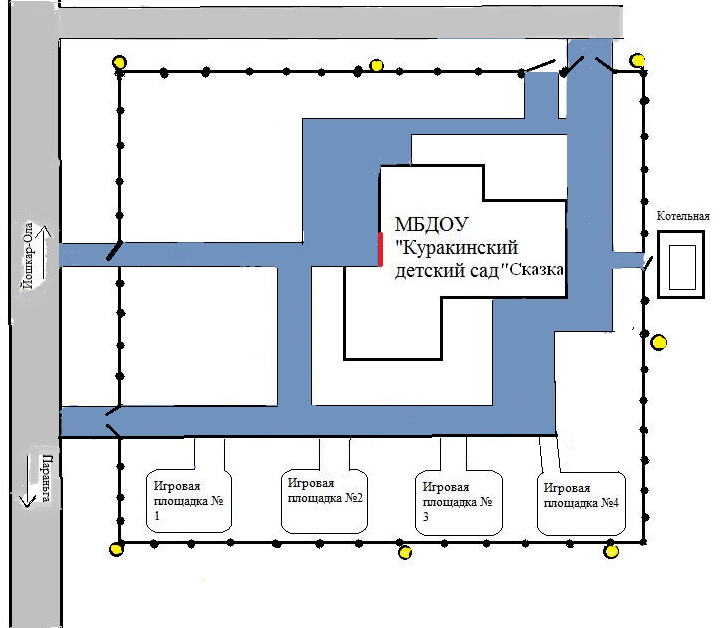 Котельная
МБДОУ
"Куракинский
детский сад "Сказка
Йошкар-Ола
Параньга
Игровая
площадка №
1
Игровая
площадка №2
Игровая
площадка №
3
Игровая
площадка №4